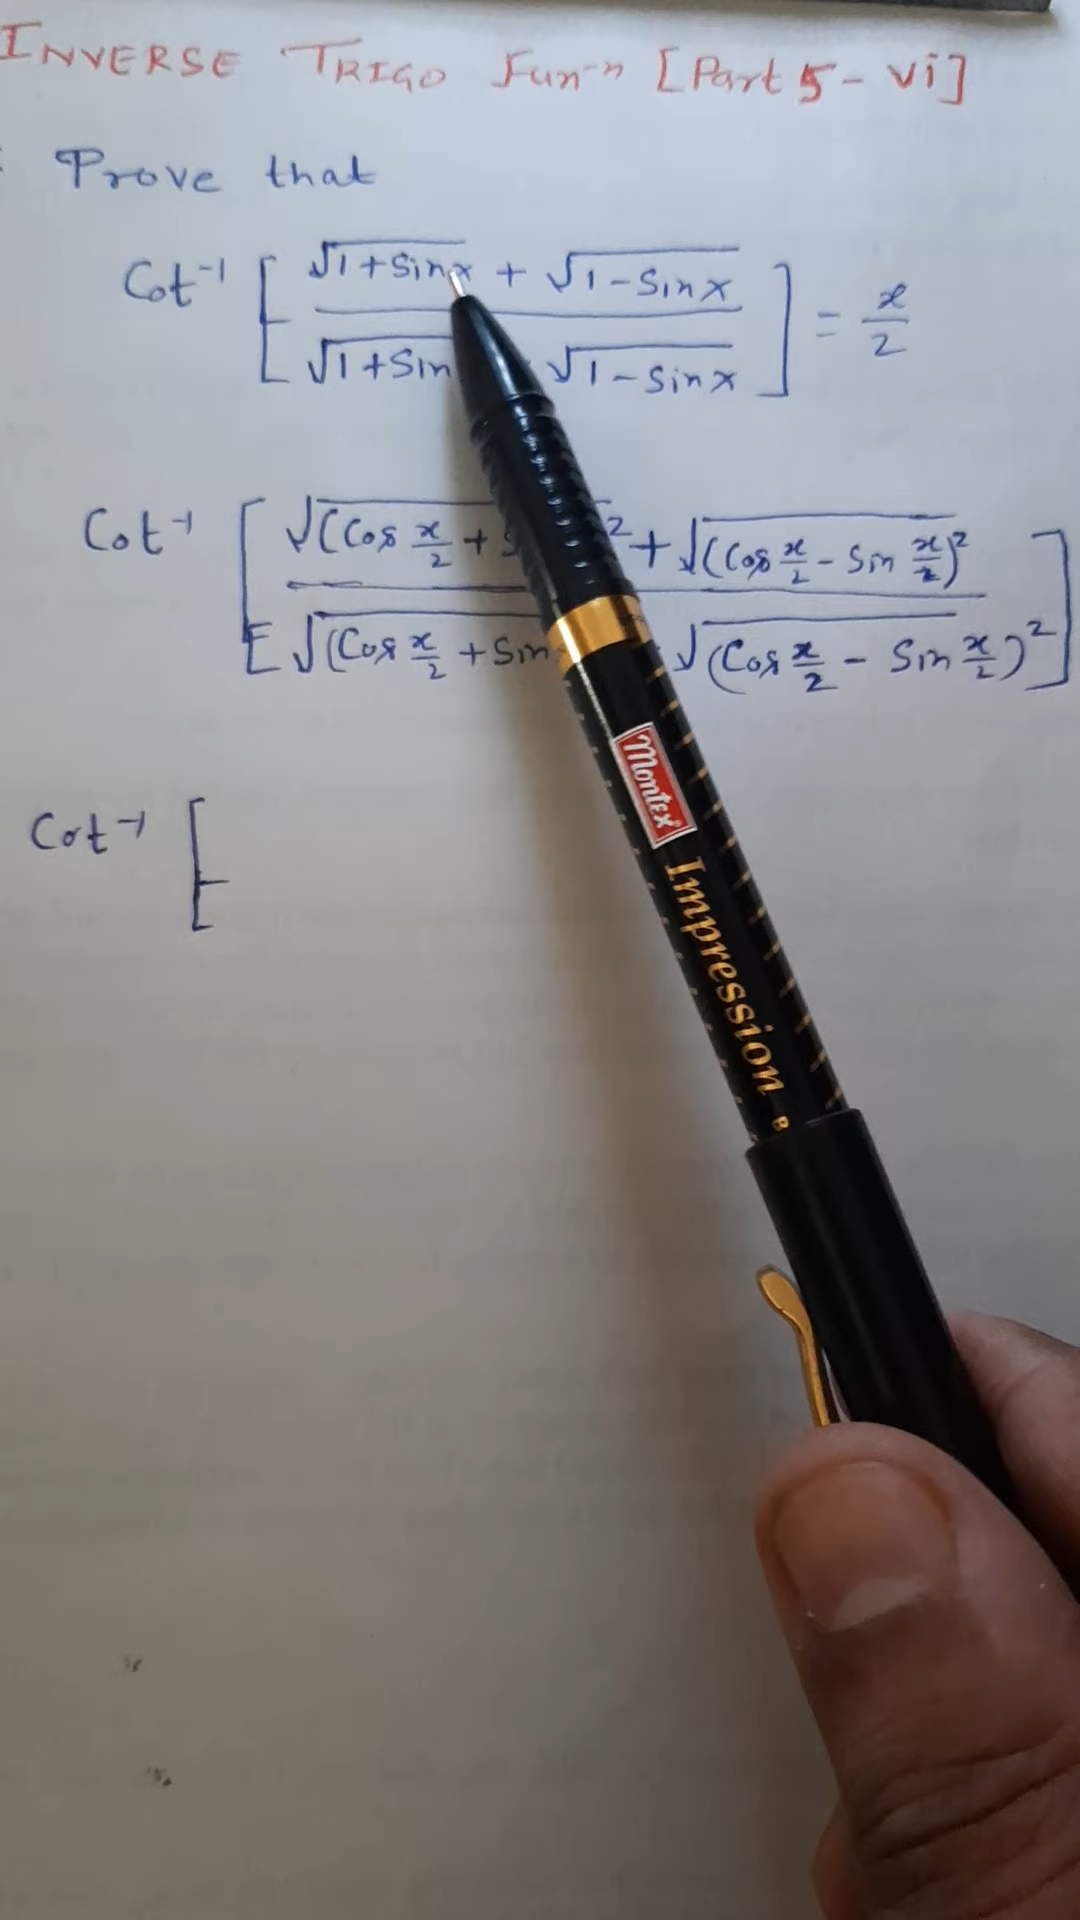 INVERSE TRIGO Fun-n [Part 5 - vi]
Prove that
Cot⁻¹ [ √1+Sinx + √1-Sinx / √1+Sin √1-Sinx ] = x/2
Cot⁻¹ [ √(Cos x/2 + ² + √(Cos x/2 - Sin x/2)² / √(Cos x/2 + Sin √(Cos x/2 - Sin x/2)² ]
Cot⁻¹ [
Montex
Impression